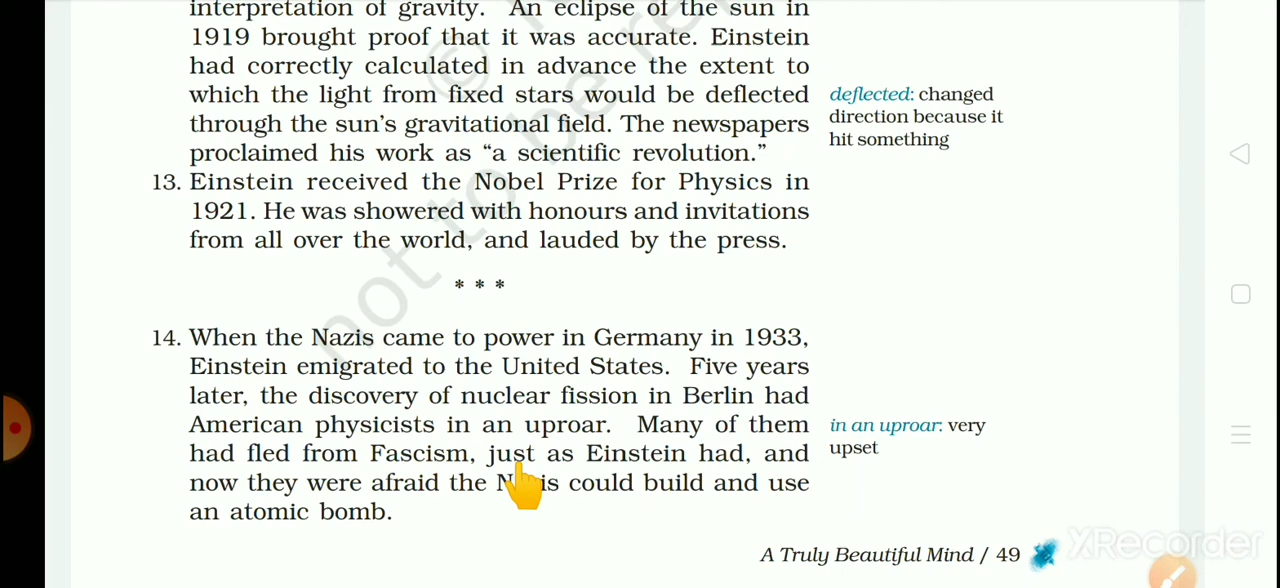 interpretation of gravity. An eclipse of the sun in
1919 brought proof that it was accurate. Einstein
had correctly calculated in advance the extent to
which the light from fixed stars would be deflected
through the sun's gravitational field. The newspapers
proclaimed his work as “a scientific revolution.”
deflected: changed
direction because it
hit something
13. Einstein received the Nobel Prize for Physics in
1921. He was showered with honours and invitations
from all over the world, and lauded by the press.
* * *
14. When the Nazis came to power in Germany in 1933,
Einstein emigrated to the United States. Five years
later, the discovery of nuclear fission in Berlin had
American physicists in an uproar. Many of them
had fled from Fascism, just as Einstein had, and
now they were afraid the N is could build and use
an atomic bomb.
in an uproar: very
upset
A Truly Beautiful Mind / 49
XRecorder
© not to be re